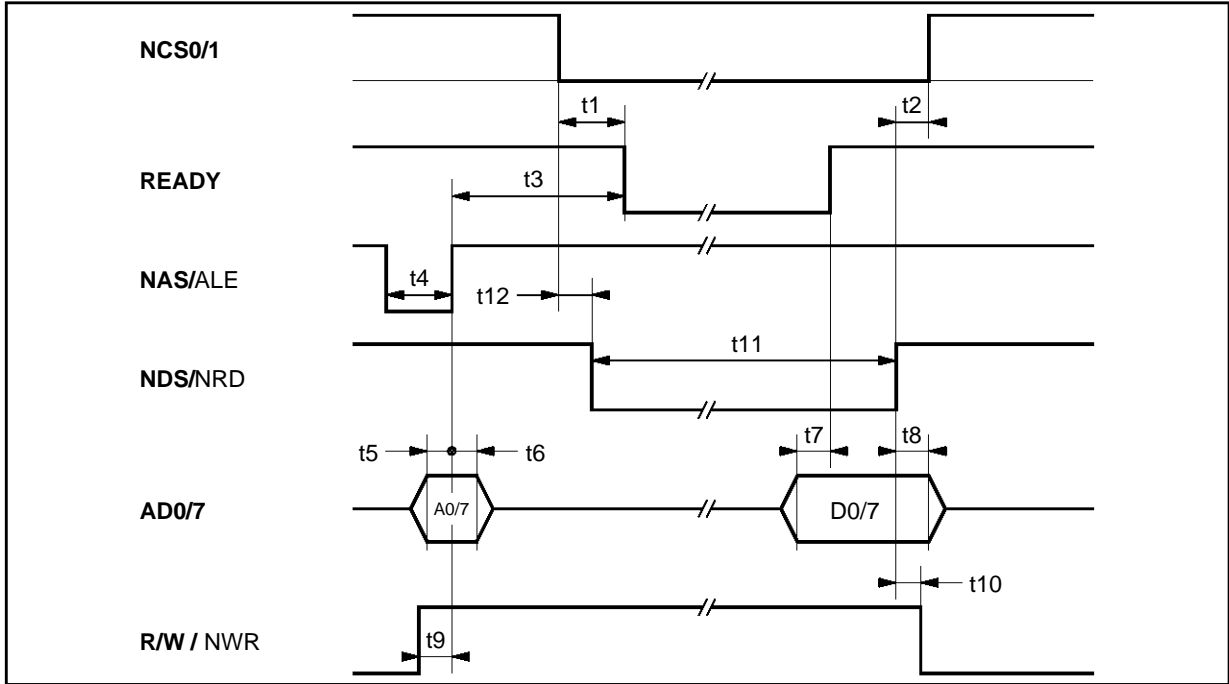 NCS0/1
t1
t2
READY
t3
NAS/ALE
t4
t12
NDS/NRD
t11
t5
t6
t7
t8
AD0/7
A0/7
D0/7
t10
R/W / NWR
t9